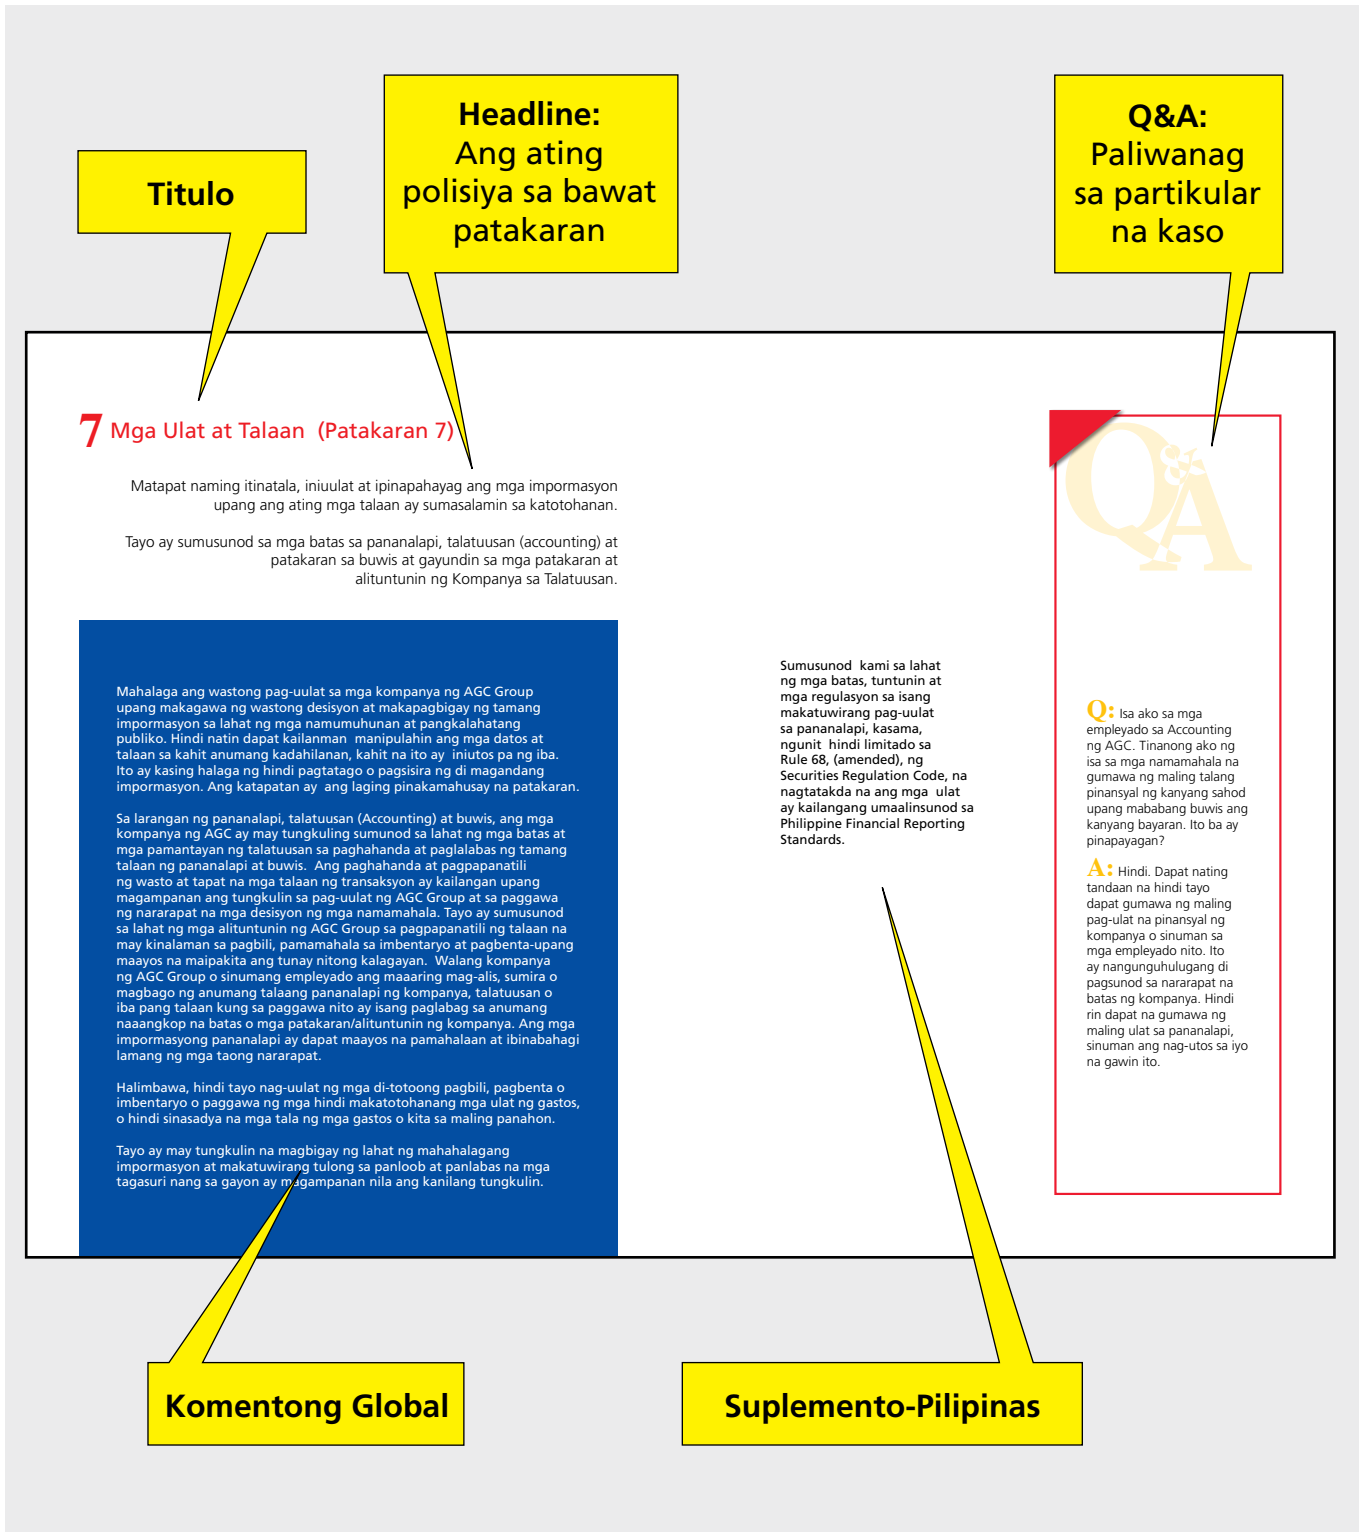 Titulo
Headline:
Ang ating
polisiya sa bawat
patakaran
Q&A:
Paliwanag
sa partikular
na kaso
7 Mga Ulat at Talaan (Patakaran 7)
Matapat naming itinatala, iniuulat at ipinapahayag ang mga impormasyon
upang ang ating mga talaan ay sumasalamin sa katotohanan.
Tayo ay sumusunod sa mga batas sa pananalapi, talatuusan (accounting) at
patakaran sa buwis at gayundin sa mga patakaran at
alituntunin ng Kompanya sa Talatuusan.
Mahalaga ang wastong pag-uulat sa mga kompanya ng AGC Group
upang makagawa ng wastong desisyon at makapagbigay ng tamang
impormasyon sa lahat ng mga namumuhunan at pangkalahatang
publiko. Hindi natin dapat kailanman manipulahin ang mga datos at
talaan sa kahit anumang kadahilanan, kahit na ito ay iniutos pa ng iba.
Ito ay kasing halaga ng hindi pagtatago o pagsisira ng di magandang
impormasyon. Ang katapatan ay ang laging pinakamahusay na patakaran.
Sa larangan ng pananalapi, talatuusan (Accounting) at buwis, ang mga
kompanya ng AGC ay may tungkuling sumunod sa lahat ng mga batas at
mga pamantayan ng talatuusan sa paghahanda at paglalabas ng tamang
talaan ng pananalapi at buwis. Ang paghahanda at pagpapanatili
ng wasto at tapat na mga talaan ng transaksyon ay kailangan upang
magampanan ang tungkulin sa pag-uulat ng AGC Group at sa paggawa
ng nararapat na mga desisyon ng mga namamahala. Tayo ay sumusunod
sa lahat ng mga alituntunin ng AGC Group sa pagpapanatili ng talaan na
may kinalaman sa pagbili, pamamahala sa imbentaryo at pagbenta-upang
maayos na maipakita ang tunay nitong kalagayan. Walang kompanya
ng AGC Group o sinumang empleyado ang maaaring mag-alis, sumira o
magbago ng anumang talaang pananalapi ng kompanya, talatuusan o
iba pang talaan kung sa paggawa nito ay isang paglabag sa anumang
naaangkop na batas o mga patakaran/alituntunin ng kompanya. Ang mga
impormasyong pananalapi ay dapat maayos na pamahalaan at ibinabahagi
lamang ng mga taong nararapat.
Halimbawa, hindi tayo nag-uulat ng mga di-totoong pagbili, pagbenta o
imbentaryo o paggawa ng mga hindi makatotohanang mga ulat ng gastos,
o hindi sinasadya na mga tala ng mga gastos o kita sa maling panahon.
Tayo ay may tungkulin na magbigay ng lahat ng mahahalagang
impormasyon at makatuwirang tulong sa panloob at panlabas na mga
tagasuri nang sa gayon ay magampanan nila ang kanilang tungkulin.
Sumusunod kami sa lahat
ng mga batas, tuntunin at
mga regulasyon sa isang
makatuwirang pag-uulat
sa pananalapi, kasama,
ngunit hindi limitado sa
Rule 68, (amended), ng
Securities Regulation Code, na
nagtatakda na ang mga ulat
ay kailangang umaalinsunod sa
Philippine Financial Reporting
Standards.
Q&A
Q: Isa ako sa mga
empleyado sa Accounting
ng AGC. Tinanong ako ng
isa sa mga namamahala na
gumawa ng maling talang
pinansyal ng kanyang sahod
upang mababang buwis ang
kanyang bayaran. Ito ba ay
pinapayagan?
A: Hindi. Dapat nating
tandaan na hindi tayo
dapat gumawa ng maling
pag-ulat na pinansyal ng
kompanya o sinuman sa
mga empleyado nito. Ito
ay nangunguhulugang di
pagsunod sa nararapat na
batas ng kompanya. Hindi
rin dapat na gumawa ng
maling ulat sa pananalapi,
sinuman ang nag-utos sa iyo
na gawin ito.
Komentong Global
Suplemento-Pilipinas